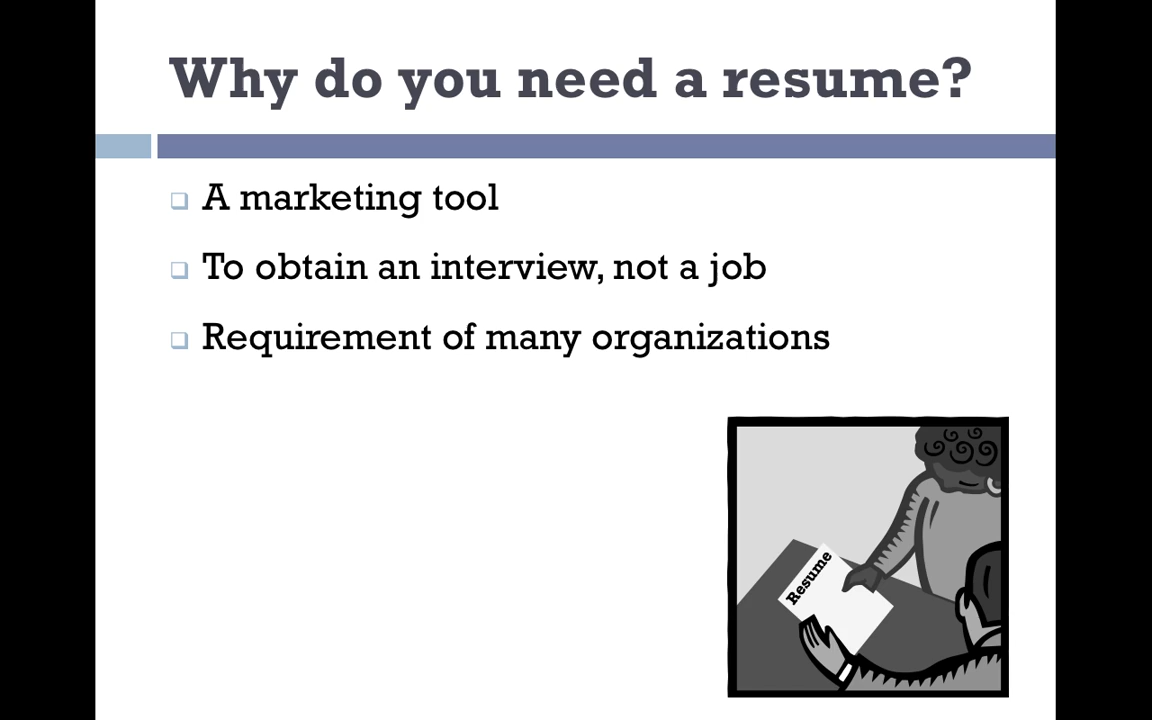 Why do you need a resume?
A marketing tool
To obtain an interview, not a job
Requirement of many organizations
Resume